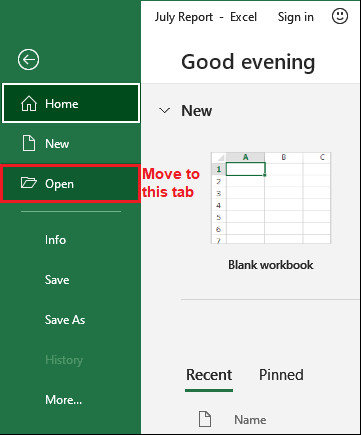 July Report - Excel Sign in
Good evening
Home
New
New
Open
Move to
this tab
A B C
1
2
3
4
5
6
7
Blank workbook
Info
Save
Save As
History
More...
Recent Pinned
Name